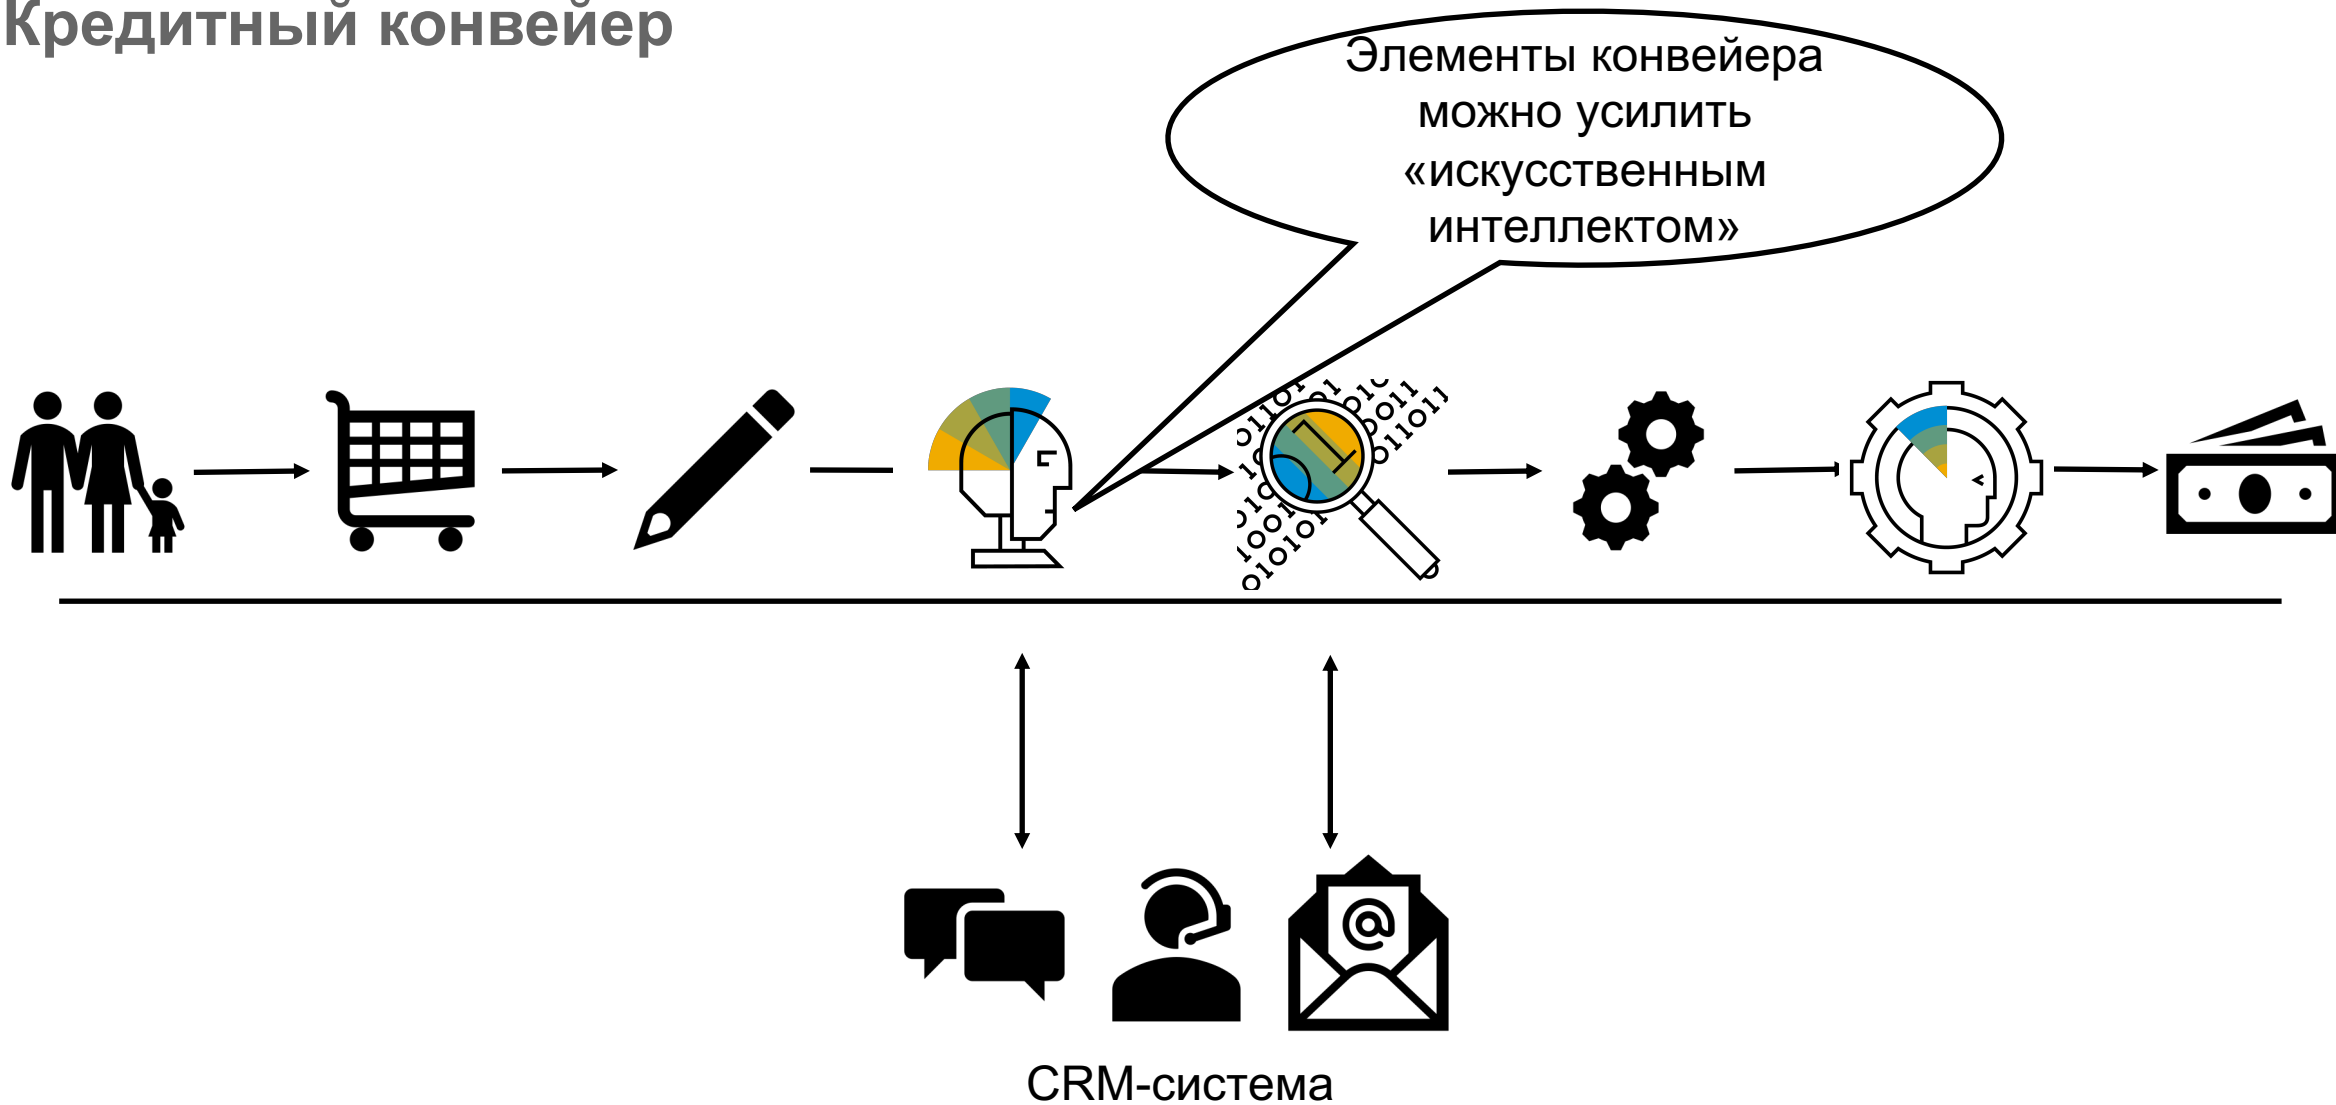 Кредитный конвейер
Элементы конвейера
можно усилить
«искусственным
интеллектом»
CRM-система